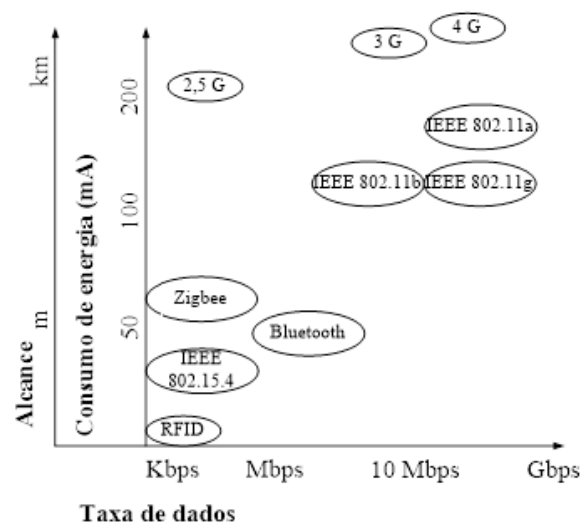 4 G
3 G
2,5 G
IEEE 802.11a
IEEE 802.11b
IEEE 802.11g
Zigbee
Bluetooth
IEEE
802.15.4
RFID
km
m
Alcance
200
100
50
Consumo de energia (mA)
Kbps Mbps 10 Mbps Gbps
Taxa de dados